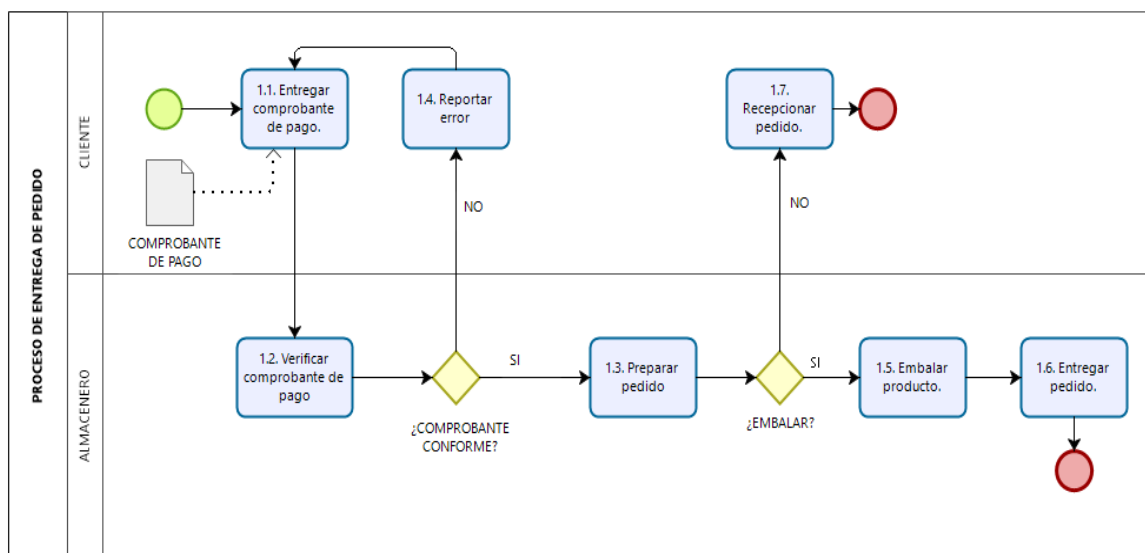 PROCESO DE ENTREGA DE PEDIDO
CLIENTE
1.1. Entregar
comprobante
de pago.
1.4. Reportar
error
1.7.
Recepcionar
pedido.
COMPROBANTE
DE PAGO
NO
NO
ALMACENERO
1.2. Verificar
comprobante de
pago
SI
¿COMPROBANTE
CONFORME?
1.3. Preparar
pedido
SI
¿EMBALAR?
1.5. Embalar
producto.
1.6. Entregar
pedido.